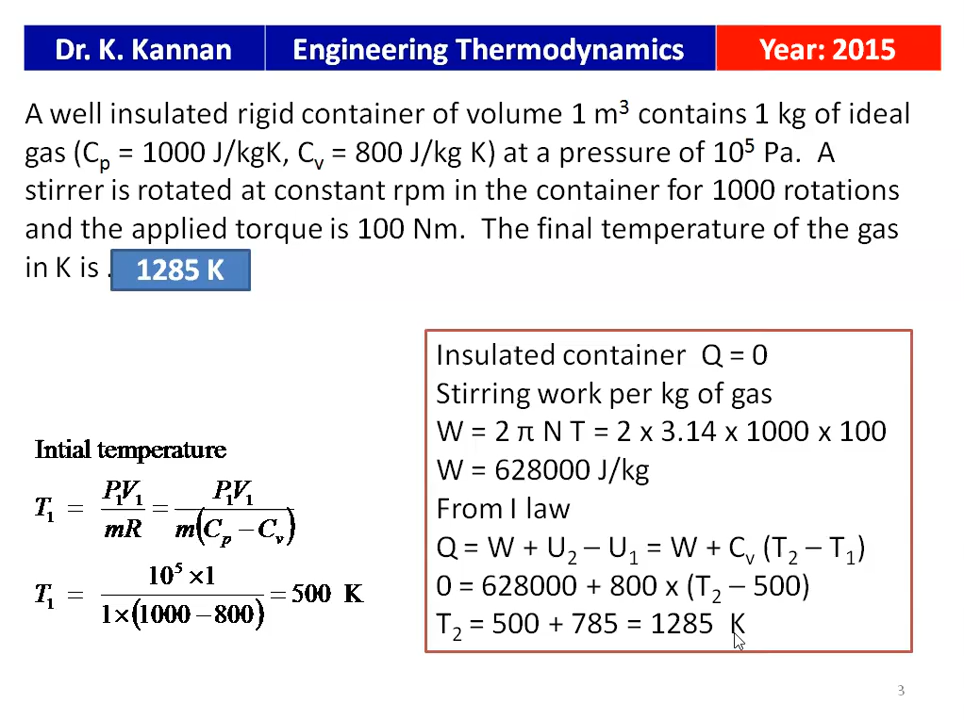 Dr. K. Kannan Engineering Thermodynamics Year: 2015
A well insulated rigid container of volume 1 m³ contains 1 kg of ideal
gas (Cₚ = 1000 J/kgK, Cᵥ = 800 J/kg K) at a pressure of 10⁵ Pa. A
stirrer is rotated at constant rpm in the container for 1000 rotations
and the applied torque is 100 Nm. The final temperature of the gas
in K is . 1285 K
Intial temperature
T₁ = P₁V₁ / mR = P₁V₁ / m(Cₚ − Cᵥ)
T₁ = 10⁵ × 1 / 1×(1000 − 800) = 500 K
Insulated container Q = 0
Stirring work per kg of gas
W = 2 π N T = 2 x 3.14 x 1000 x 100
W = 628000 J/kg
From I law
Q = W + U₂ – U₁ = W + Cᵥ (T₂ – T₁)
0 = 628000 + 800 x (T₂ – 500)
T₂ = 500 + 785 = 1285 K
3